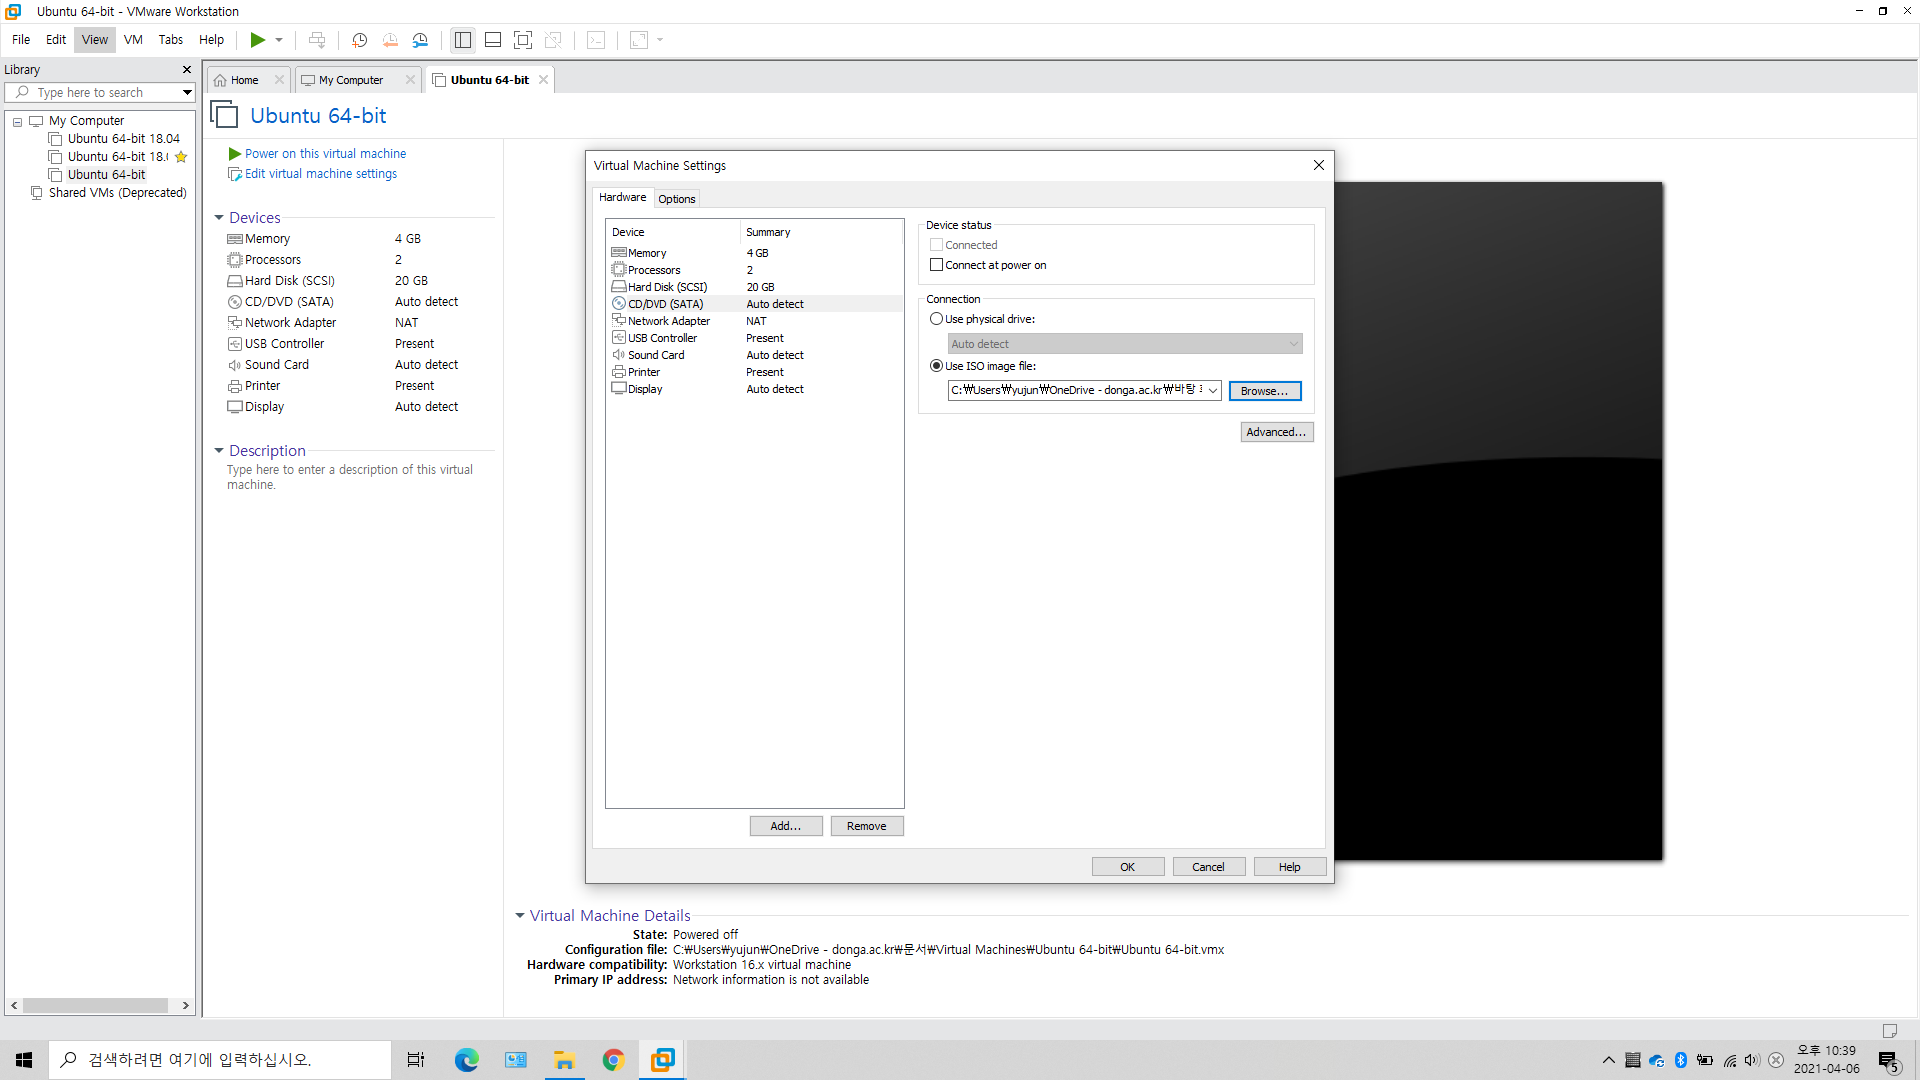 Ubuntu 64-bit - VMware Workstation
File Edit View VM Tabs Help
Library
Type here to search
My Computer
Ubuntu 64-bit 18.04
Ubuntu 64-bit 18.
Ubuntu 64-bit
Shared VMs (Deprecated)
Home My Computer Ubuntu 64-bit
Ubuntu 64-bit
Power on this virtual machine
Edit virtual machine settings
Devices
Memory 4 GB
Processors 2
Hard Disk (SCSI) 20 GB
CD/DVD (SATA) Auto detect
Network Adapter NAT
USB Controller Present
Sound Card Auto detect
Printer Present
Display Auto detect
Description
Type here to enter a description of this virtual
machine.
Virtual Machine Settings
Hardware Options
Device Summary
Memory 4 GB
Processors 2
Hard Disk (SCSI) 20 GB
CD/DVD (SATA) Auto detect
Network Adapter NAT
USB Controller Present
Sound Card Auto detect
Printer Present
Display Auto detect
Add... Remove
Device status
Connected
Connect at power on
Connection
Use physical drive:
Auto detect
Use ISO image file:
C:₩Users₩yujun₩OneDrive - donga.ac.kr₩바탕
Browse...
Advanced...
OK Cancel Help
Virtual Machine Details
State: Powered off
Configuration file: C:₩Users₩yujun₩OneDrive - donga.ac.kr₩문서₩Virtual Machines₩Ubuntu 64-bit₩Ubuntu 64-bit.vmx
Hardware compatibility: Workstation 16.x virtual machine
Primary IP address: Network information is not available
검색하려면 여기에 입력하십시오.
오후 10:39
2021-04-06
5